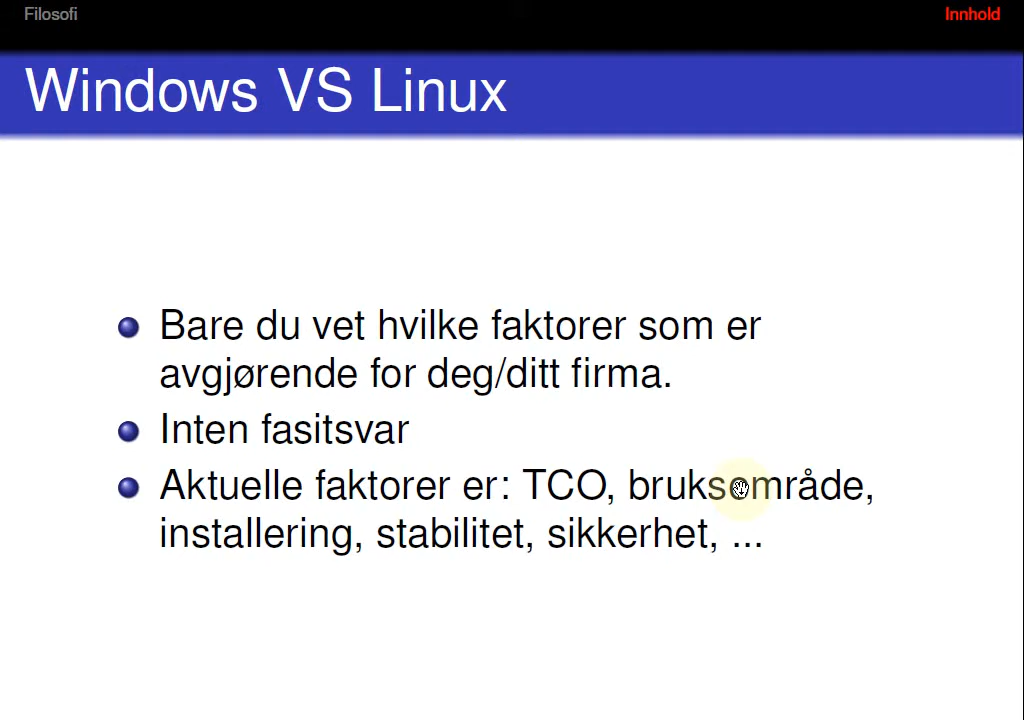 Filosofi
Innhold
Windows VS Linux
Bare du vet hvilke faktorer som er
avgjørende for deg/ditt firma.
Inten fasitsvar
Aktuelle faktorer er: TCO, bruksområde,
installering, stabilitet, sikkerhet, ...